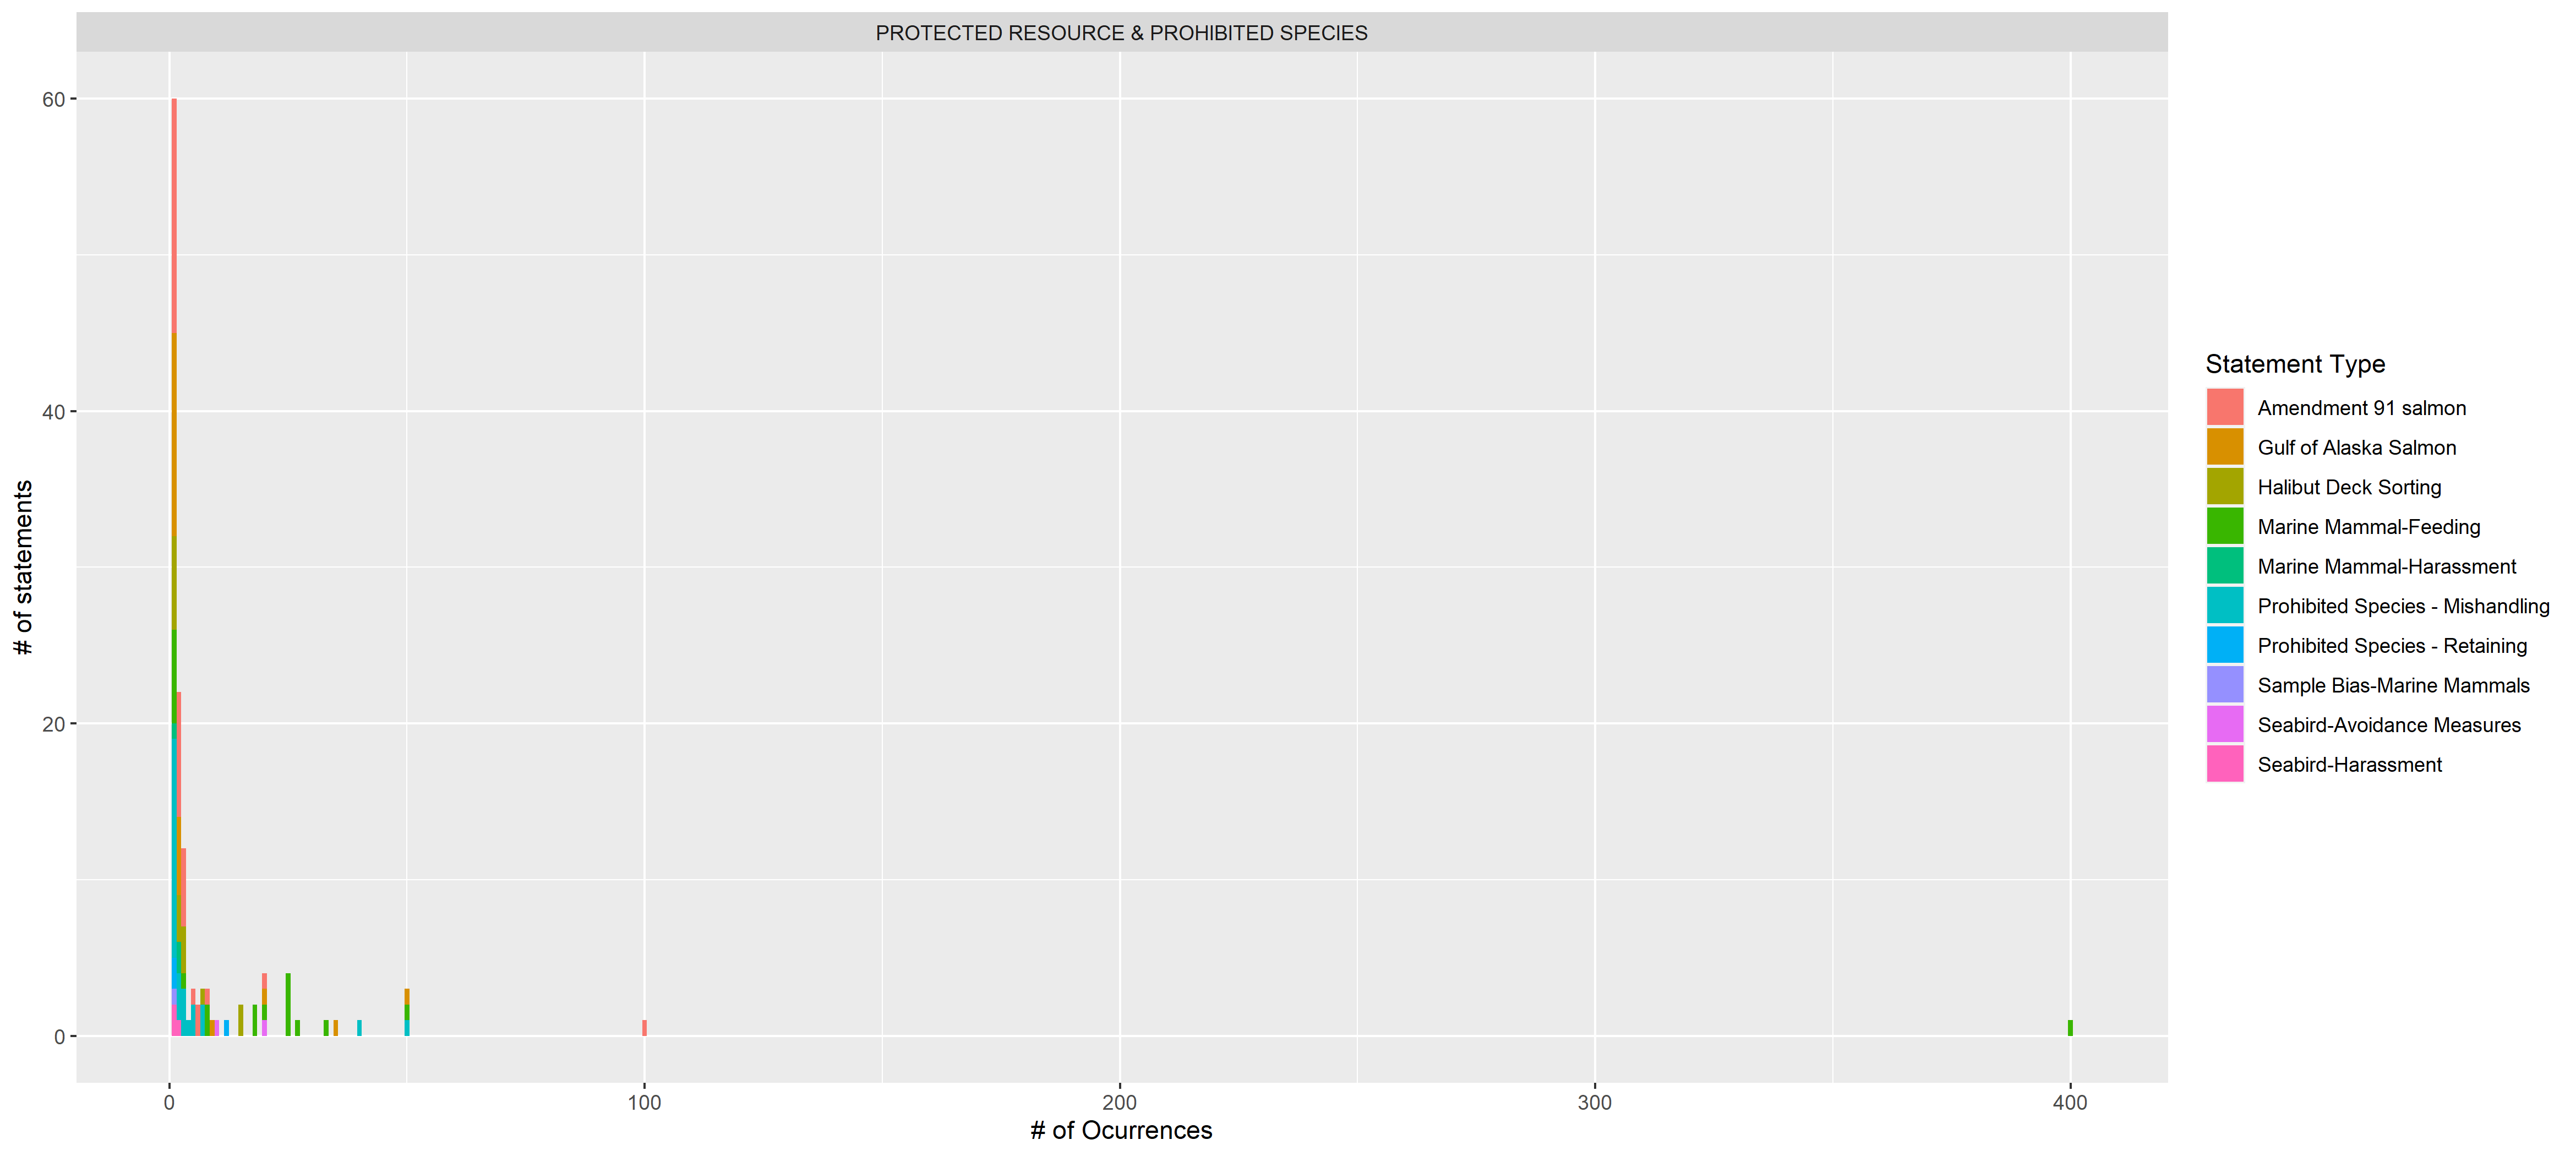 PROTECTED RESOURCE & PROHIBITED SPECIES
60
40
20
0
# of statements
0 100 200 300 400
# of Ocurrences
Statement Type
Amendment 91 salmon
Gulf of Alaska Salmon
Halibut Deck Sorting
Marine Mammal-Feeding
Marine Mammal-Harassment
Prohibited Species - Mishandling
Prohibited Species - Retaining
Sample Bias-Marine Mammals
Seabird-Avoidance Measures
Seabird-Harassment